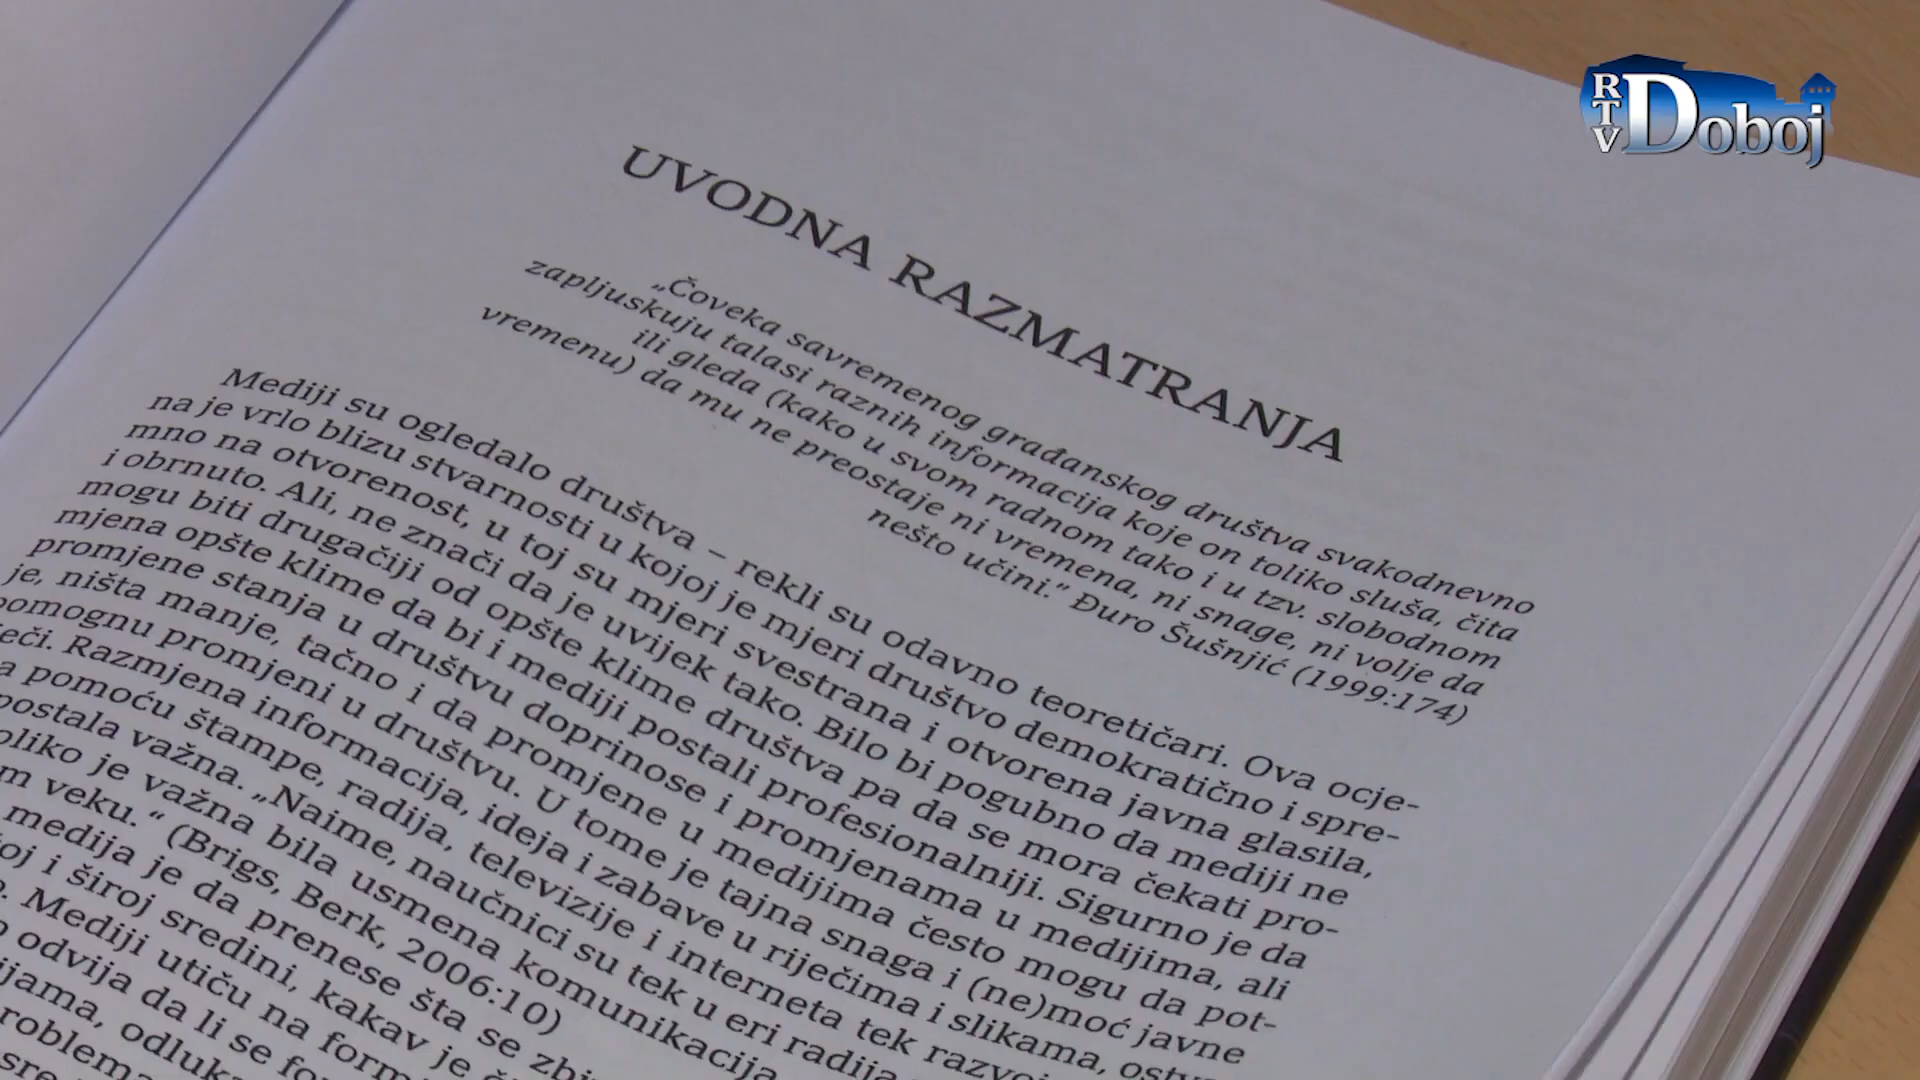 RTV Doboj
UVODNA RAZMATRANJA
„Čoveka savremenog građanskog društva svakodnevno
zapljuskuju talasi raznih informacija koje on toliko sluša, čita
ili gleda (kako u svom radnom tako i u tzv. slobodnom
vremenu) da mu ne preostaje ni vremena, ni snage, ni volje da
nešto učini.“ Đuro Šušnjić (1999:174)
Mediji su ogledalo društva – rekli su odavno teoretičari. Ova ocje-
na je vrlo blizu stvarnosti u kojoj je mjeri društvo demokratično i spre-
mno na otvorenost, u toj su mjeri svestrana i otvorena javna glasila,
i obrnuto. Ali, ne znači da je uvijek tako. Bilo bi pogubno da mediji ne
mogu biti drugačiji od opšte klime društva pa da se mora čekati pro-
mjena opšte klime da bi i mediji postali profesionalniji. Sigurno je da
promjene stanja u društvu doprinose i promjenama u medijima, ali
je, ništa manje, tačno i da promjene u medijima često mogu da pot-
pomognu promjeni u društvu. U tome je tajna snaga i (ne)moć javne
Razmjena informacija, ideja i zabave u riječima i slikama,
pomoću štampe, radija, televizije i interneta tek
postala važna. „Naime, naučnici su tek u eri radija
je važna bila usmena komunikacija
veku.“ (Brigs, Berk, 2006:10)
medija je da prenese šta se
i široj sredini, kakav je
Mediji utiču na
odvija da li se